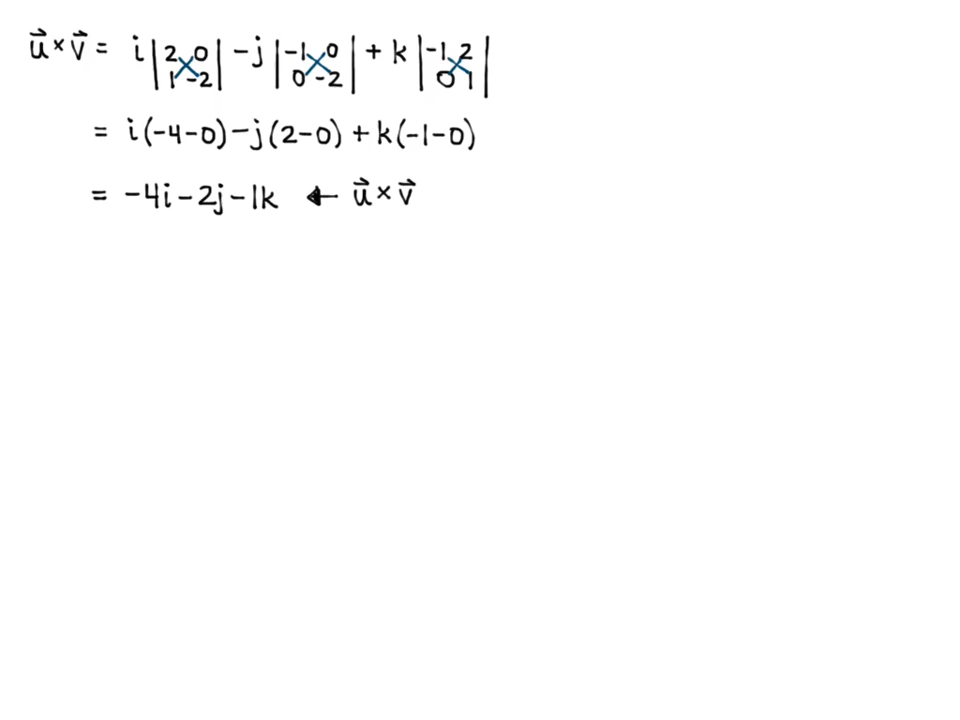 u⃗ × v⃗ = i |2 0; 1 -2| - j |-1 0; 0 -2| + k |-1 2; 0 1|
= i(-4-0) - j(2-0) + k(-1-0)
= -4i - 2j - 1k ← u⃗ × v⃗